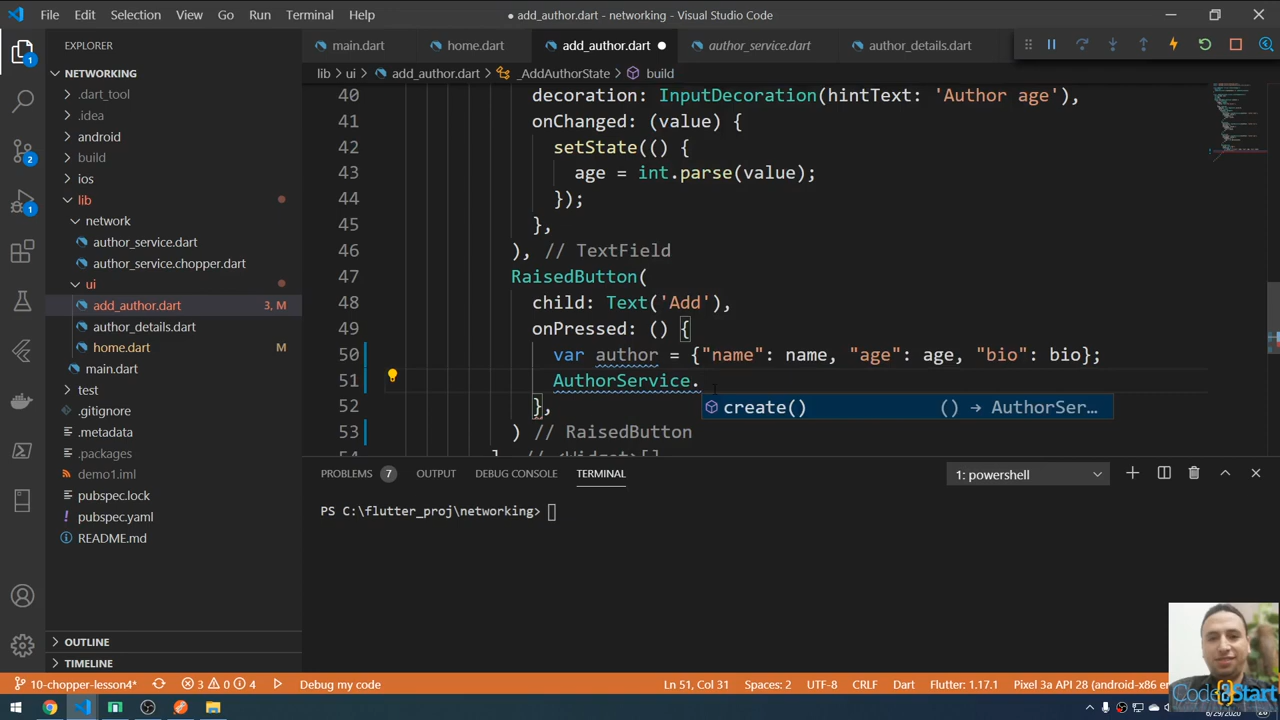 File Edit Selection View Go Run Terminal Help
● add_author.dart - networking - Visual Studio Code
EXPLORER
main.dart home.dart add_author.dart ● author_service.dart author_details.dart
NETWORKING
lib > ui > add_author.dart > _AddAuthorState > build
.dart_tool
.idea
android
build
ios
lib
network
author_service.dart
author_service.chopper.dart
ui
add_author.dart 3, M
author_details.dart
home.dart M
main.dart
test
.gitignore
.metadata
.packages
demo1.iml
pubspec.lock
pubspec.yaml
README.md
OUTLINE
TIMELINE
1
2
1
40 decoration: InputDecoration(hintText: 'Author age'),
41 onChanged: (value) {
42 setState(() {
43 age = int.parse(value);
44 });
45 },
46 ), // TextField
47 RaisedButton(
48 child: Text('Add'),
49 onPressed: () {
50 var author = {"name": name, "age": age, "bio": bio};
51 AuthorService.
create() () → AuthorSer…
52 },
53 ) // RaisedButton
PROBLEMS 7 OUTPUT DEBUG CONSOLE TERMINAL
1: powershell
PS C:\flutter_proj\networking>
10-chopper-lesson4* 3 0 4 Debug my code
Ln 51, Col 31 Spaces: 2 UTF-8 CRLF Dart Flutter: 1.17.1 Pixel 3a API 28 (android-x86
Code{}Start
6/29/2020